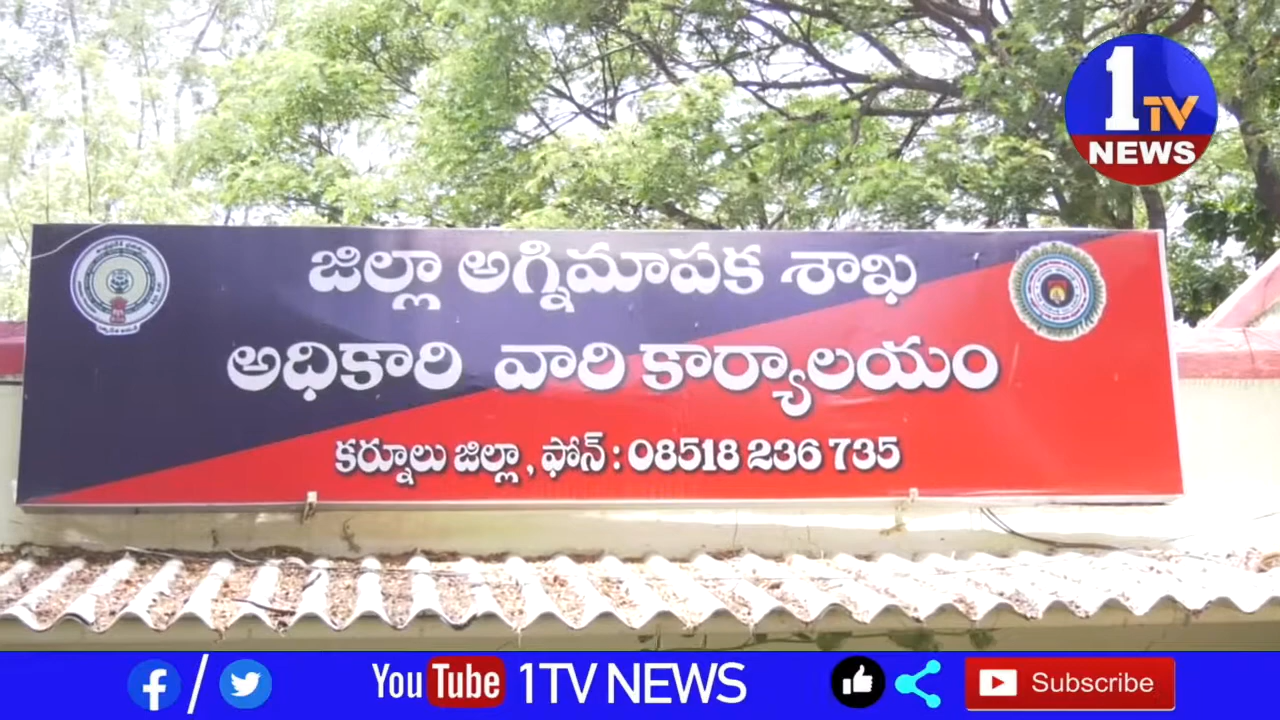 1TV
NEWS
జిల్లా అగ్నిమాపక శాఖ
అధికారి వారి కార్యాలయం
కర్నూలు జిల్లా, ఫోన్ : 08518 236 735
f / YouTube 1TV NEWS Subscribe